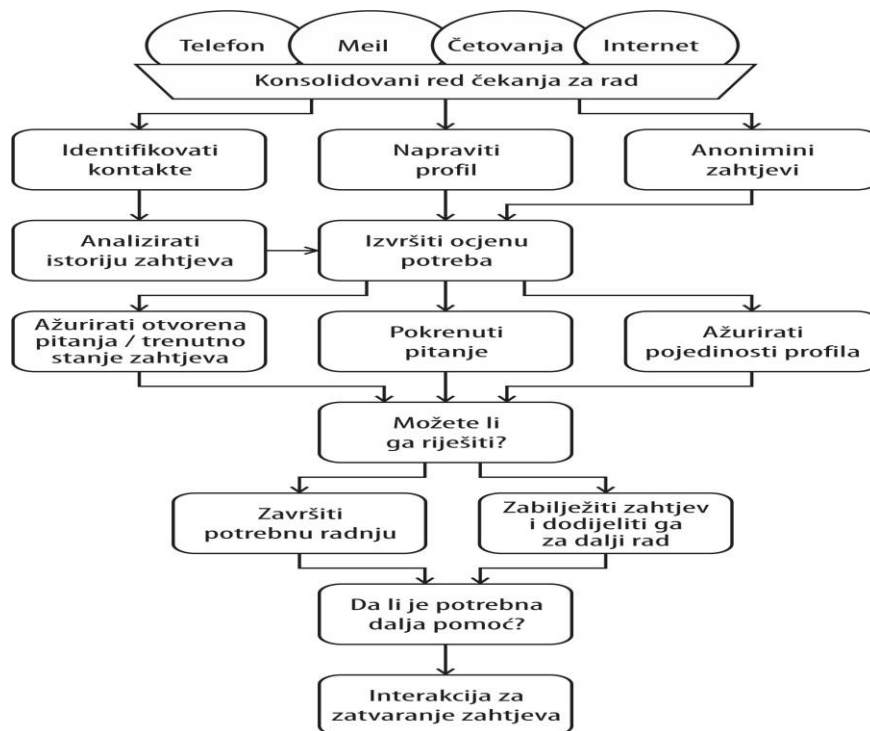 Telefon
Meil
Četovanja
Internet
Konsolidovani red čekanja za rad
Identifikovati
kontakte
Napraviti
profil
Anonimini
zahtjevi
Analizirati
istoriju zahtjeva
Izvršiti ocjenu
potreba
Ažurirati otvorena
pitanja / trenutno
stanje zahtjeva
Pokrenuti
pitanje
Ažurirati
pojedinosti profila
Možete li
ga riješiti?
Završiti
potrebnu radnju
Zabilježiti zahtjev
i dodijeliti ga
za dalji rad
Da li je potrebna
dalja pomoć?
Interakcija za
zatvaranje zahtjeva